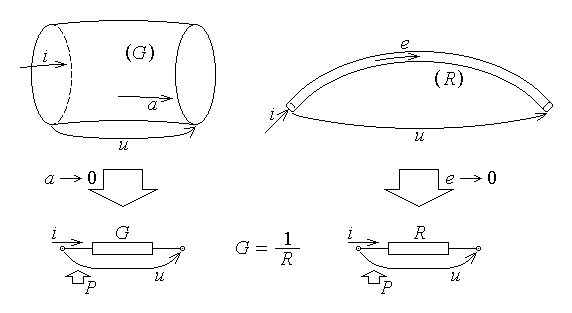 i (G) a u
e (R) i u
a → 0
e → 0
i G u P
G = 1/R
i R u P